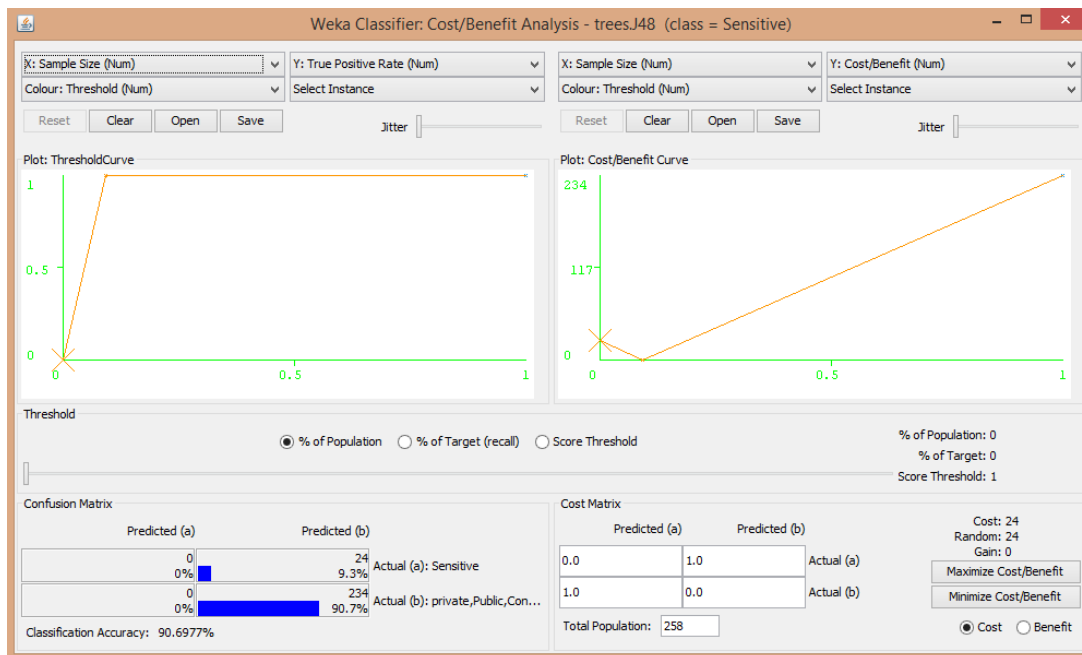 Weka Classifier: Cost/Benefit Analysis - trees.J48 (class = Sensitive)
X: Sample Size (Num) Y: True Positive Rate (Num) X: Sample Size (Num) Y: Cost/Benefit (Num)
Colour: Threshold (Num) Select Instance Colour: Threshold (Num) Select Instance
Reset Clear Open Save Jitter Reset Clear Open Save Jitter
Plot: ThresholdCurve
1
0.5
0
0 0.5 1
Plot: Cost/Benefit Curve
234
117
0
0 0.5 1
Threshold
% of Population % of Target (recall) Score Threshold
% of Population: 0
% of Target: 0
Score Threshold: 1
Confusion Matrix
Predicted (a) Predicted (b)
0 24
0% 9.3% Actual (a): Sensitive
0 234
0% 90.7% Actual (b): private,Public,Con...
Classification Accuracy: 90.6977%
Cost Matrix
Predicted (a) Predicted (b)
0.0 1.0 Actual (a)
1.0 0.0 Actual (b)
Total Population: 258
Cost: 24
Random: 24
Gain: 0
Maximize Cost/Benefit
Minimize Cost/Benefit
Cost Benefit